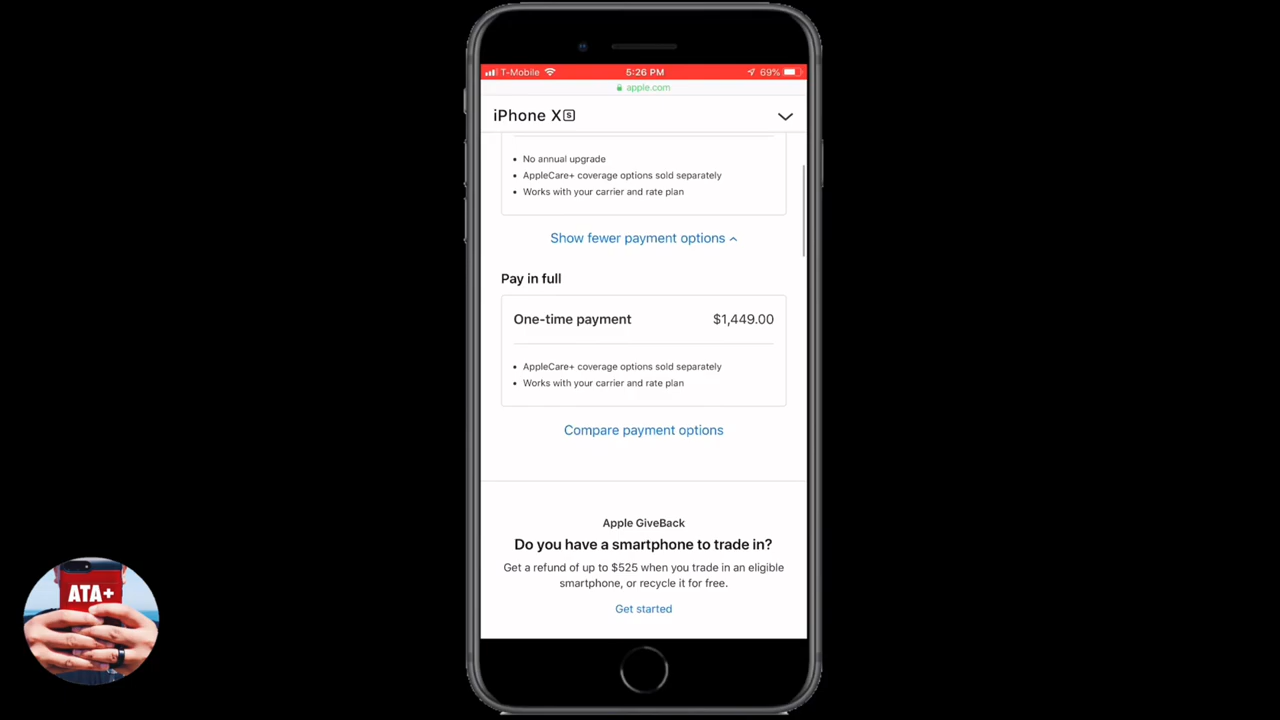 T-Mobile 5:26 PM 69%
apple.com
iPhone XS
• No annual upgrade
• AppleCare+ coverage options sold separately
• Works with your carrier and rate plan
Show fewer payment options
Pay in full
One-time payment $1,449.00
• AppleCare+ coverage options sold separately
• Works with your carrier and rate plan
Compare payment options
Apple GiveBack
Do you have a smartphone to trade in?
Get a refund of up to $525 when you trade in an eligible
smartphone, or recycle it for free.
Get started
ATA+